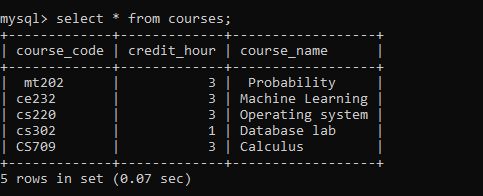 mysql> select * from courses;
+-------------+-------------+------------------+
| course_code | credit_hour | course_name      |
+-------------+-------------+------------------+
|  mt202      |           3 |  Probability     |
| ce232       |           3 | Machine Learning |
| cs220       |           3 | Operating system |
| cs302       |           1 | Database lab     |
| CS709       |           3 | Calculus         |
+-------------+-------------+------------------+
5 rows in set (0.07 sec)